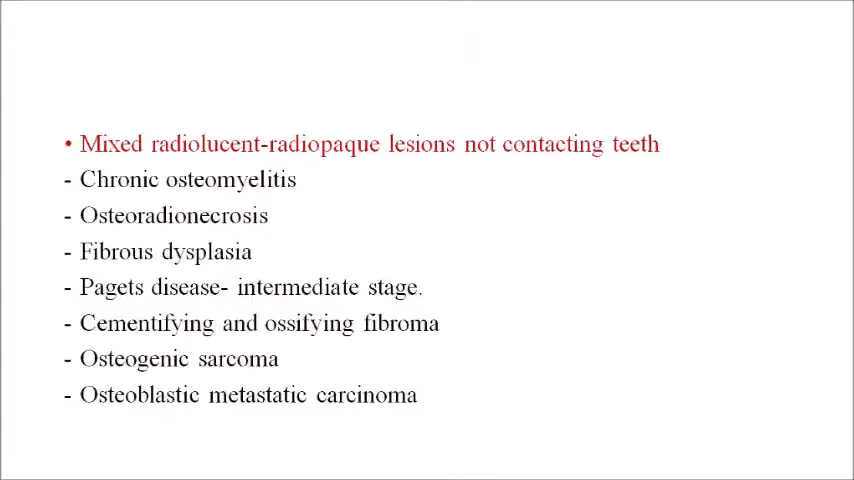 • Mixed radiolucent-radiopaque lesions not contacting teeth
- Chronic osteomyelitis
- Osteoradionecrosis
- Fibrous dysplasia
- Pagets disease- intermediate stage.
- Cementifying and ossifying fibroma
- Osteogenic sarcoma
- Osteoblastic metastatic carcinoma